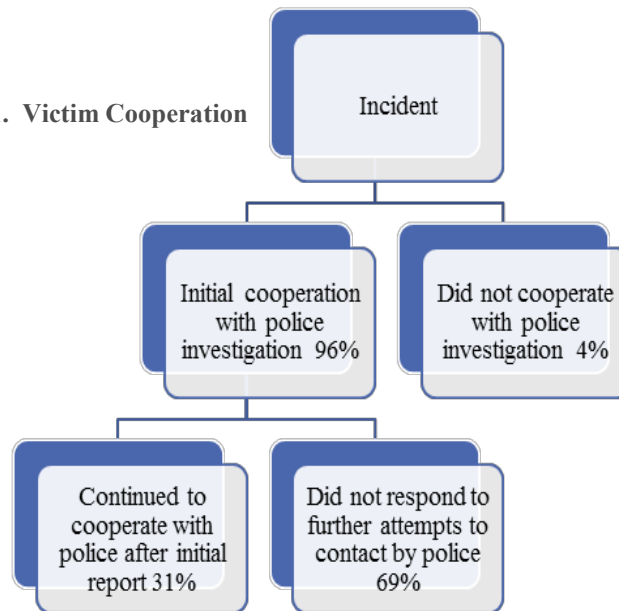 . Victim Cooperation
Incident
Initial cooperation
with police
investigation 96%
Did not cooperate
with police
investigation 4%
Continued to
cooperate with
police after initial
report 31%
Did not respond to
further attempts to
contact by police
69%